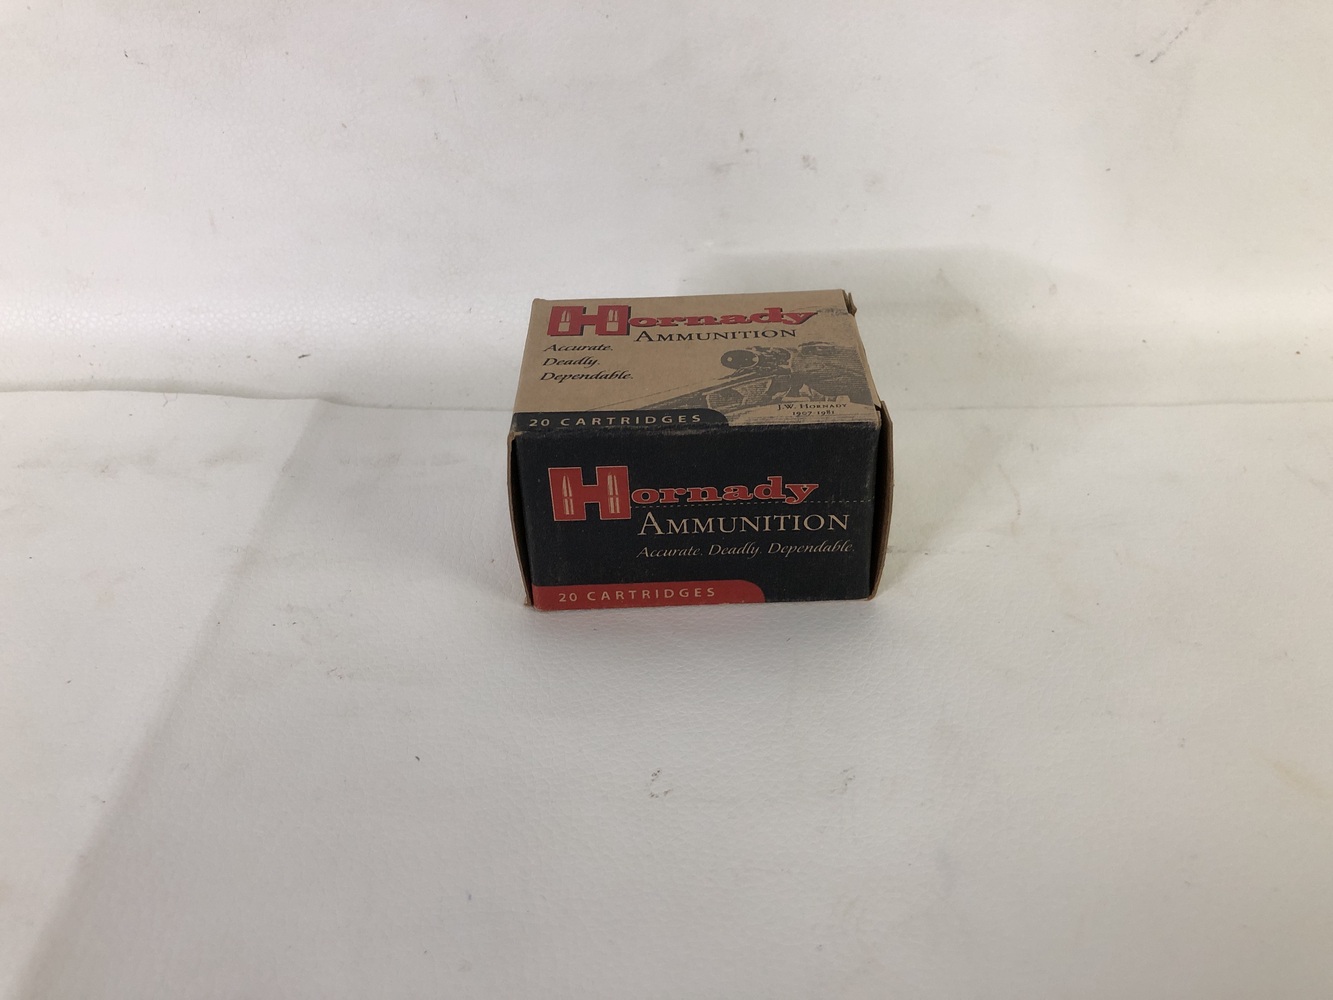 Hornady
AMMUNITION
Accurate.
Deadly.
Dependable.
J.W. HORNADY
1907-1981
20 CARTRIDGES
Hornady
AMMUNITION
Accurate. Deadly. Dependable.
20 CARTRIDGES